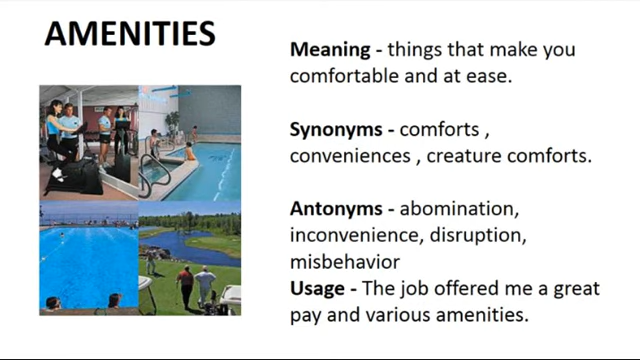 AMENITIES
Meaning - things that make you
comfortable and at ease.
Synonyms - comforts ,
conveniences , creature comforts.
Antonyms - abomination,
inconvenience, disruption,
misbehavior
Usage - The job offered me a great
pay and various amenities.